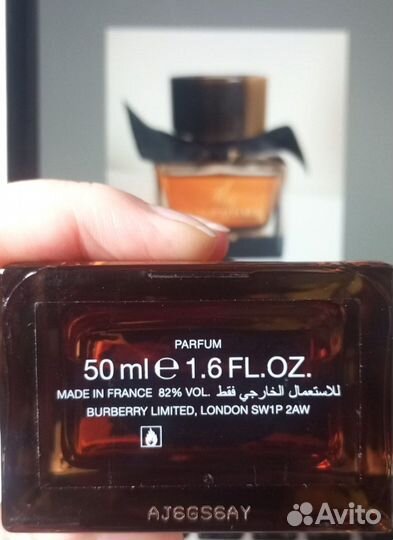 PARFUM
50 ml ℮ 1.6 FL.OZ.
MADE IN FRANCE 82% VOL. للاستعمال الخارجي فقط
BURBERRY LIMITED, LONDON SW1P 2AW
AJ6GS6AY
Avito